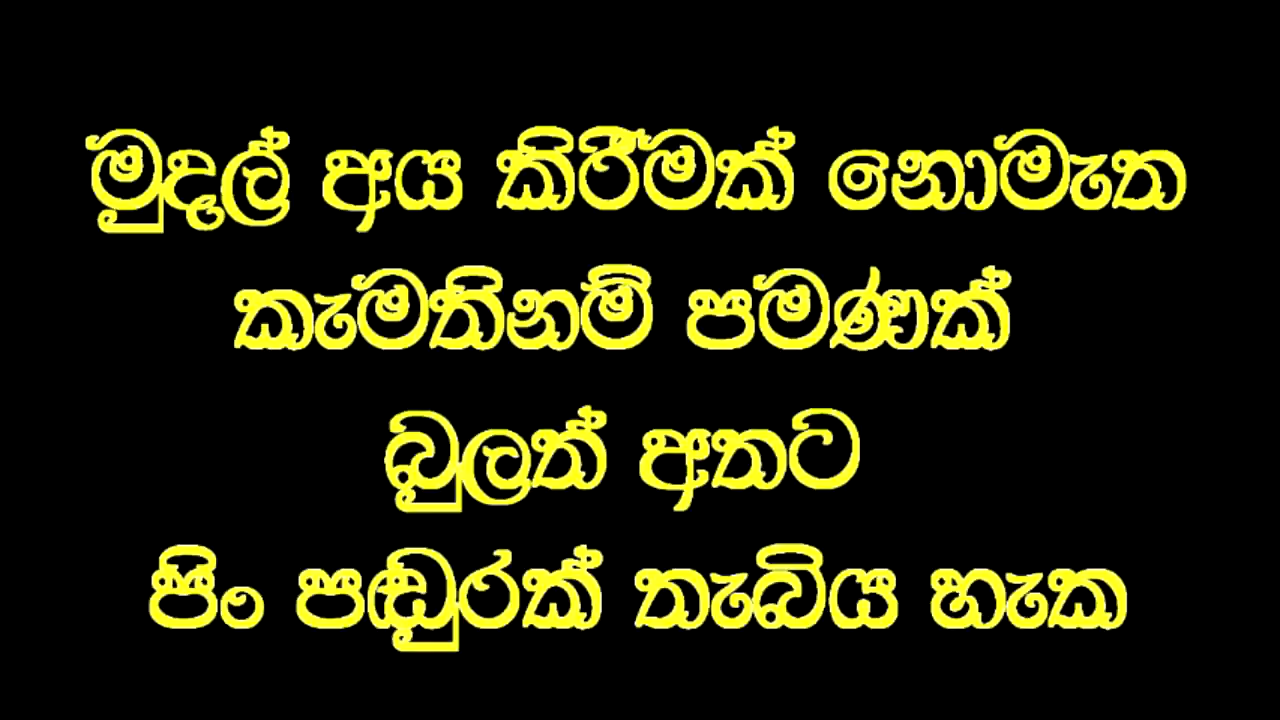 මුදල් අය කිරීමක් නොමැත
කැමතිනම් පමණක්
බුලත් අතට
පිං පඬුරක් තැබිය හැක